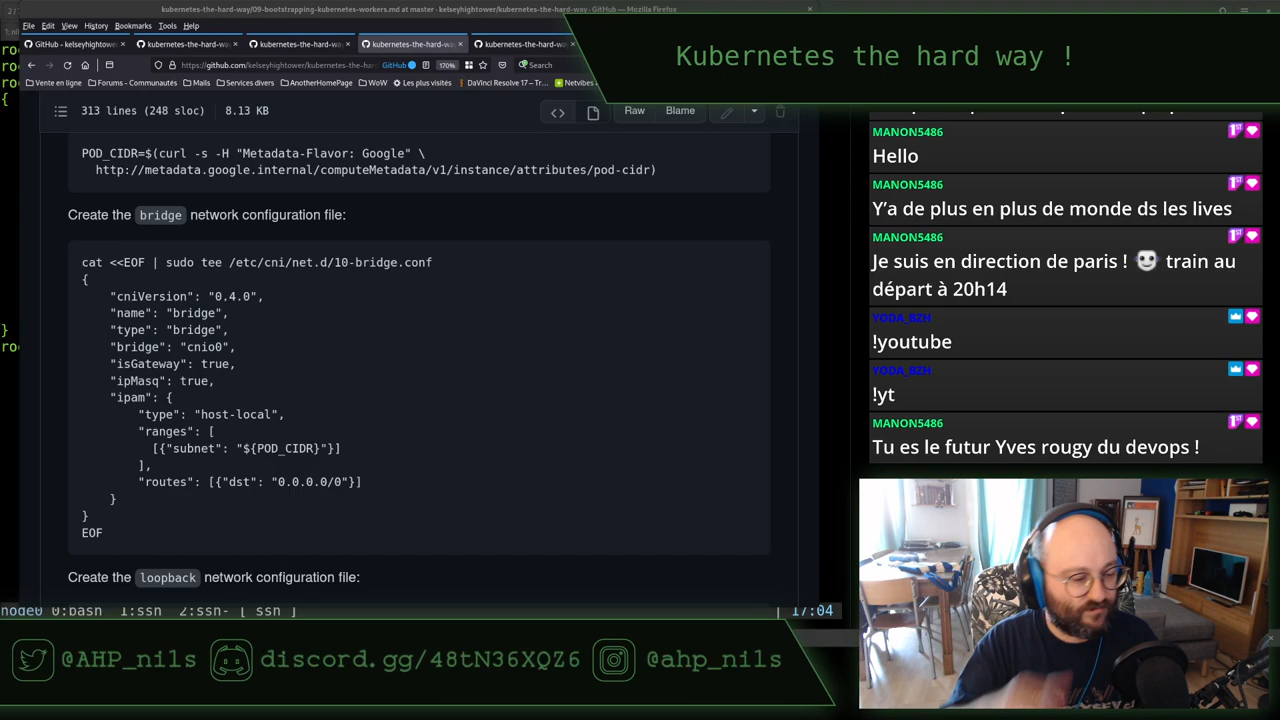 kubernetes-the-hard-way/09-bootstrapping-kubernetes-workers.md at master · kelseyhightower/kubernetes-the-hard-way · GitHub — Mozilla Firefox
File Edit View History Bookmarks Tools Help
GitHub - kelseyhightowe
kubernetes-the-hard-wa
kubernetes-the-hard-way
kubernetes-the-hard-way
kubernetes-the-hard-wa
https://github.com/kelseyhightower/kubernetes-the-har
GitHub
170%
Search
Vente en ligne
Forums - Communautés
Mails
Services divers
AnotherHomePage
WoW
Les plus visités
DaVinci Resolve 17 – Tr…
Netvibes
Kubernetes the hard way !
313 lines (248 sloc)
8.13 KB
Raw
Blame
POD_CIDR=$(curl -s -H "Metadata-Flavor: Google" \
http://metadata.google.internal/computeMetadata/v1/instance/attributes/pod-cidr)
Create the bridge network configuration file:
cat <<EOF | sudo tee /etc/cni/net.d/10-bridge.conf
{
"cniVersion": "0.4.0",
"name": "bridge",
"type": "bridge",
"bridge": "cnio0",
"isGateway": true,
"ipMasq": true,
"ipam": {
"type": "host-local",
"ranges": [
[{"subnet": "${POD_CIDR}"}]
],
"routes": [{"dst": "0.0.0.0/0"}]
}
}
EOF
Create the loopback network configuration file:
roo
roo
roo
{
}
roo
node0 0:bash 1:ssh 2:ssh- [ ssh ]
17:04
MANON5486
Hello
MANON5486
Y'a de plus en plus de monde ds les lives
MANON5486
Je suis en direction de paris ! train au
départ à 20h14
YODA_BZH
!youtube
YODA_BZH
!yt
MANON5486
Tu es le futur Yves rougy du devops !
@AHP_nils
discord.gg/48tN36XQZ6
@ahp_nils